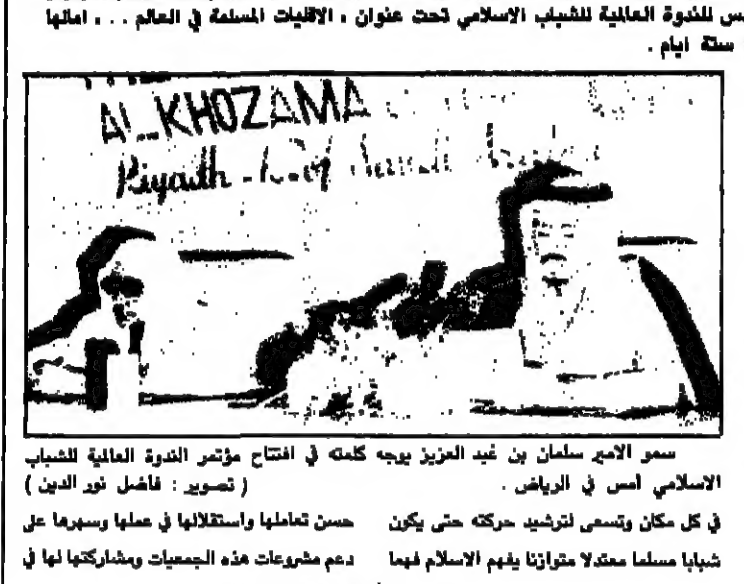 يس للندوة العالمية للشباب الاسلامي تحت عنوان ، الاقليات المسلمة في العالم . . ، امالها
ستة ايام .
AL-KHOZAMA
Riyadh -
سمو الامير سلمان بن عبد العزيز يوجه كلمته في افتتاح مؤتمر الندوة العالمية للشباب
الاسلامي أمس في الرياض . ( تصوير : فاضل نور الدين )
في كل مكان وتسعى لترشيد حركته حتى يكون
شبابا مسلما معتدلا متوازنا يفهم الاسلام فهما
حسن تعاملها واستقلالها في عملها وسهرها على
دعم مشروعات هذه الجمعيات ومشاركتها لها في